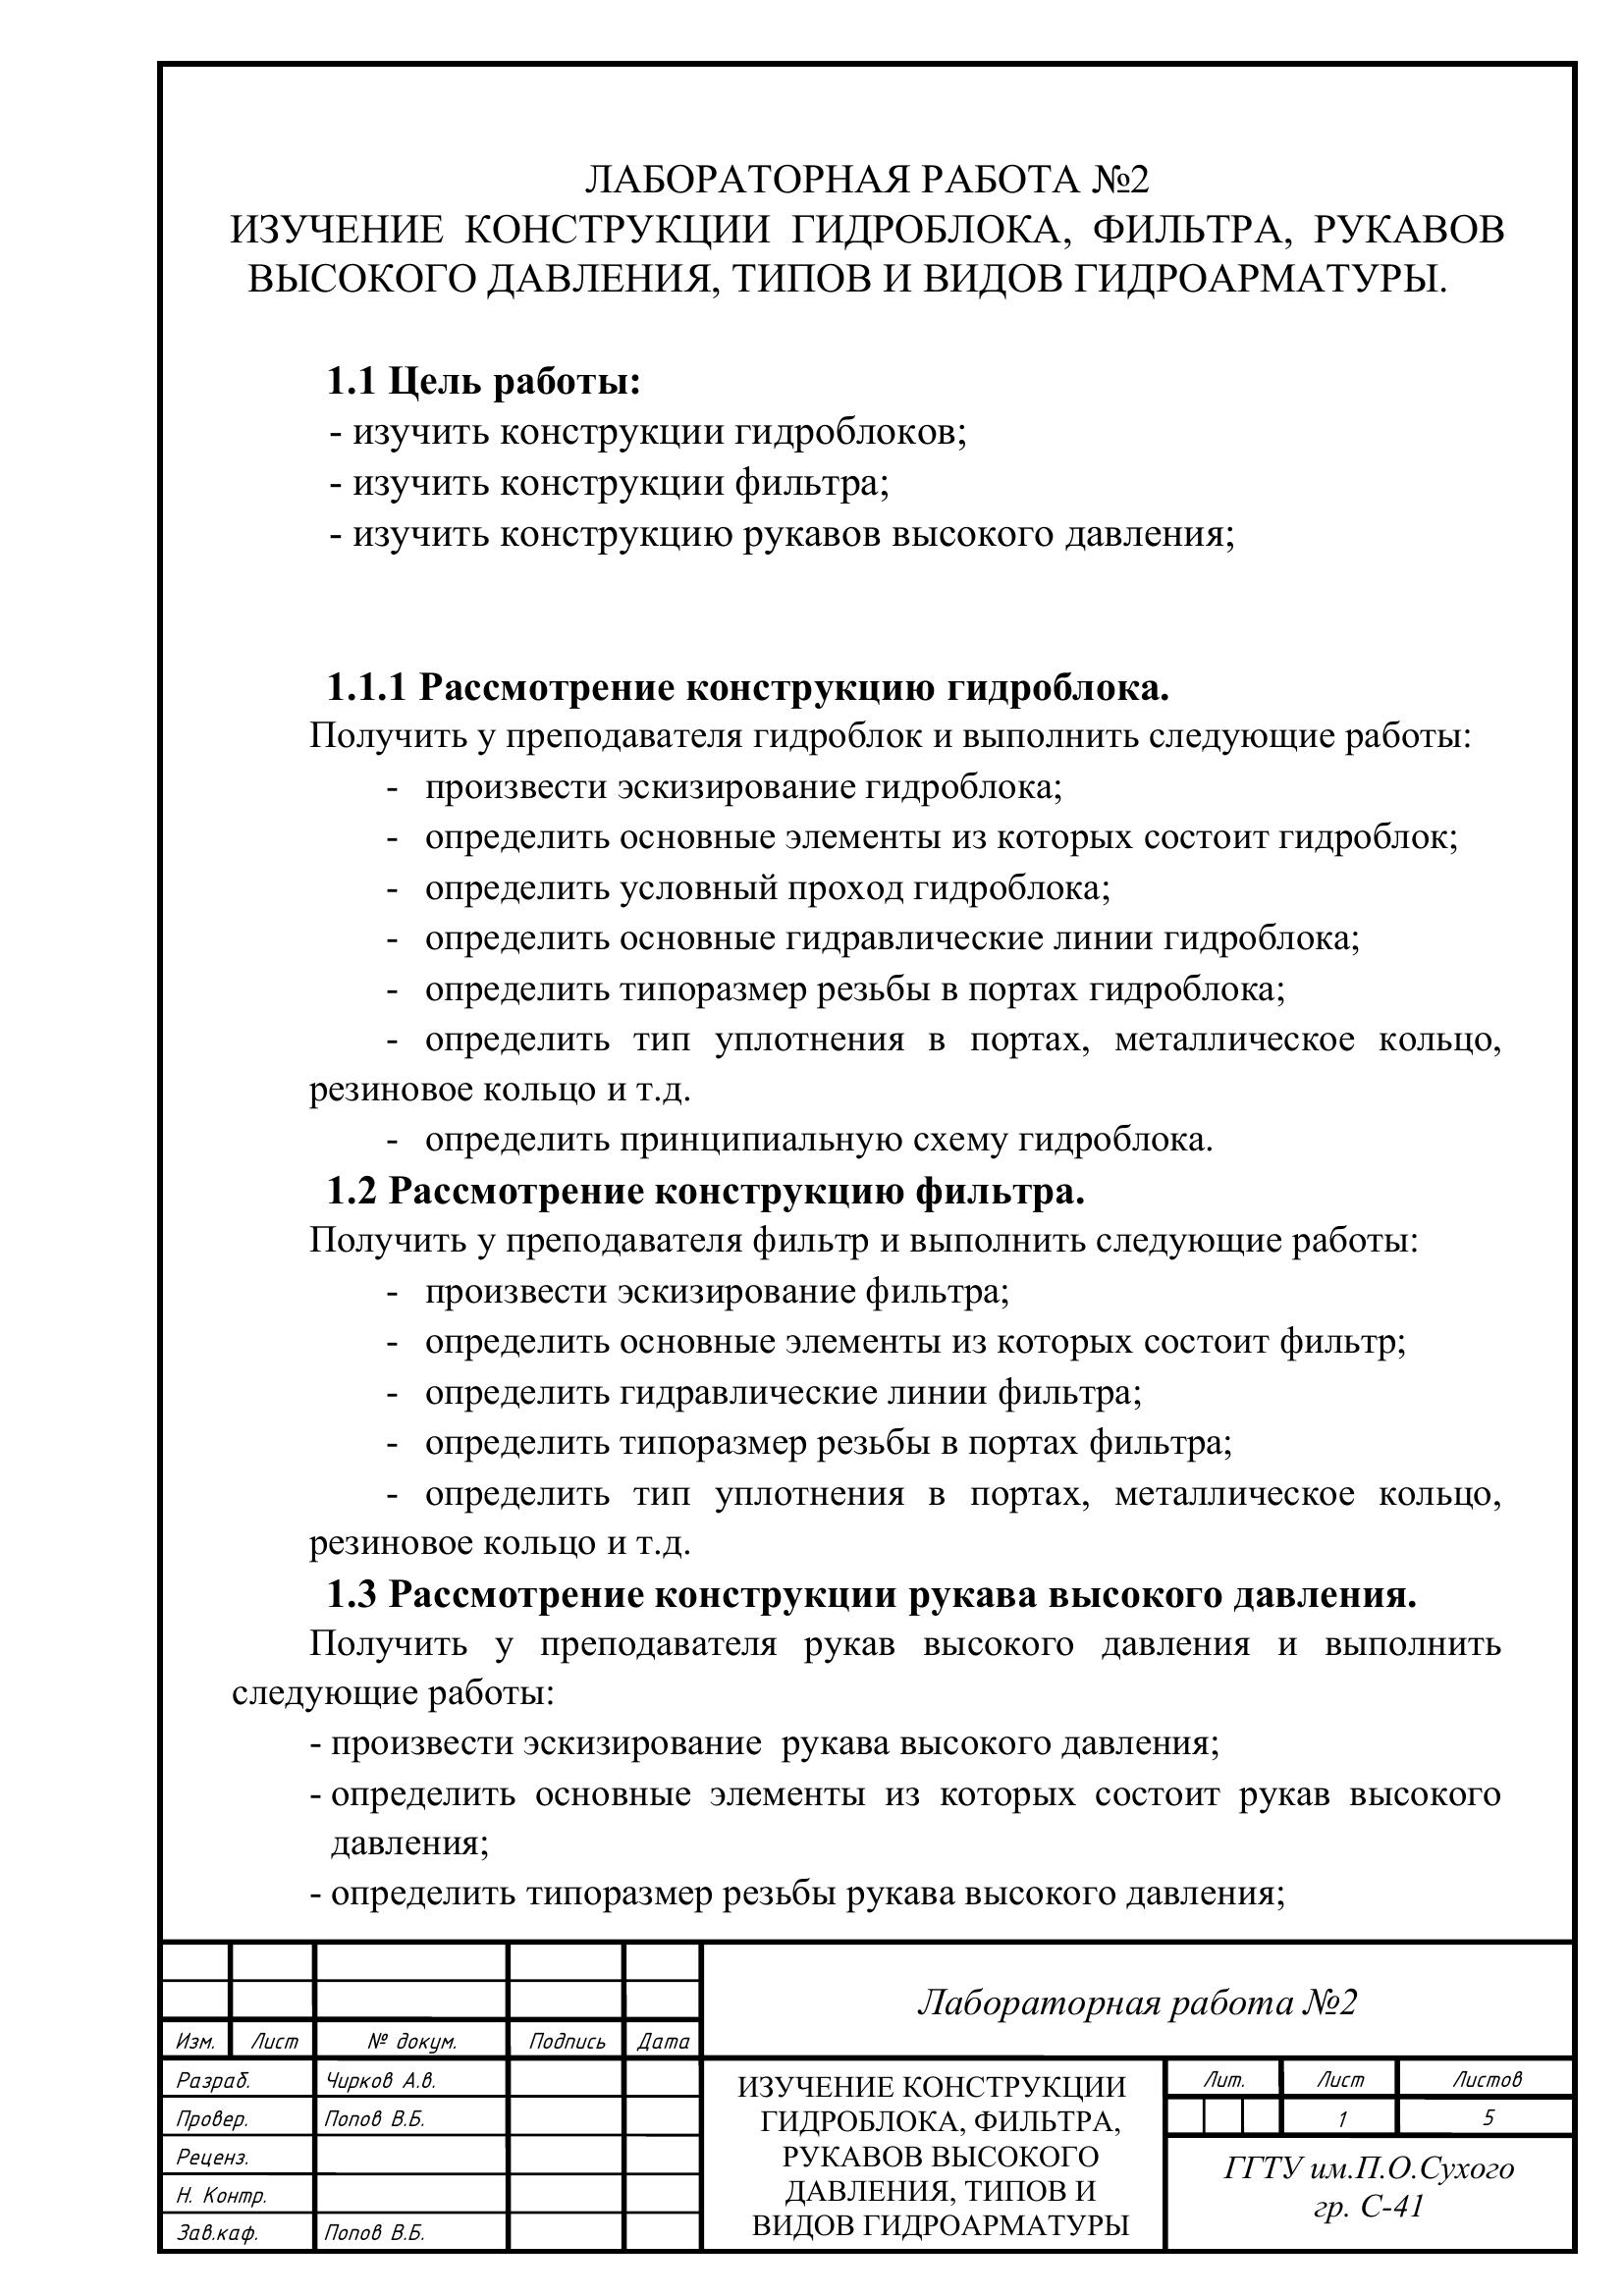 ЛАБОРАТОРНАЯ РАБОТА №2
ИЗУЧЕНИЕ КОНСТРУКЦИИ ГИДРОБЛОКА, ФИЛЬТРА, РУКАВОВ
ВЫСОКОГО ДАВЛЕНИЯ, ТИПОВ И ВИДОВ ГИДРОАРМАТУРЫ.
1.1 Цель работы:
- изучить конструкции гидроблоков;
- изучить конструкции фильтра;
- изучить конструкцию рукавов высокого давления;
1.1.1 Рассмотрение конструкцию гидроблока.
Получить у преподавателя гидроблок и выполнить следующие работы:
- произвести эскизирование гидроблока;
- определить основные элементы из которых состоит гидроблок;
- определить условный проход гидроблока;
- определить основные гидравлические линии гидроблока;
- определить типоразмер резьбы в портах гидроблока;
- определить тип уплотнения в портах, металлическое кольцо,
резиновое кольцо и т.д.
- определить принципиальную схему гидроблока.
1.2 Рассмотрение конструкцию фильтра.
Получить у преподавателя фильтр и выполнить следующие работы:
- произвести эскизирование фильтра;
- определить основные элементы из которых состоит фильтр;
- определить гидравлические линии фильтра;
- определить типоразмер резьбы в портах фильтра;
- определить тип уплотнения в портах, металлическое кольцо,
резиновое кольцо и т.д.
1.3 Рассмотрение конструкции рукава высокого давления.
Получить у преподавателя рукав высокого давления и выполнить
следующие работы:
- произвести эскизирование рукава высокого давления;
- определить основные элементы из которых состоит рукав высокого
давления;
- определить типоразмер резьбы рукава высокого давления;
Лабораторная работа №2
Изм. Лист № докум. Подпись Дата
Разраб. Чирков А.в.
Провер. Попов В.Б.
Реценз.
Н. Контр.
Зав.каф. Попов В.Б.
ИЗУЧЕНИЕ КОНСТРУКЦИИ
ГИДРОБЛОКА, ФИЛЬТРА,
РУКАВОВ ВЫСОКОГО
ДАВЛЕНИЯ, ТИПОВ И
ВИДОВ ГИДРОАРМАТУРЫ
Лит. Лист Листов
1 5
ГГТУ им.П.О.Сухого
гр. С-41